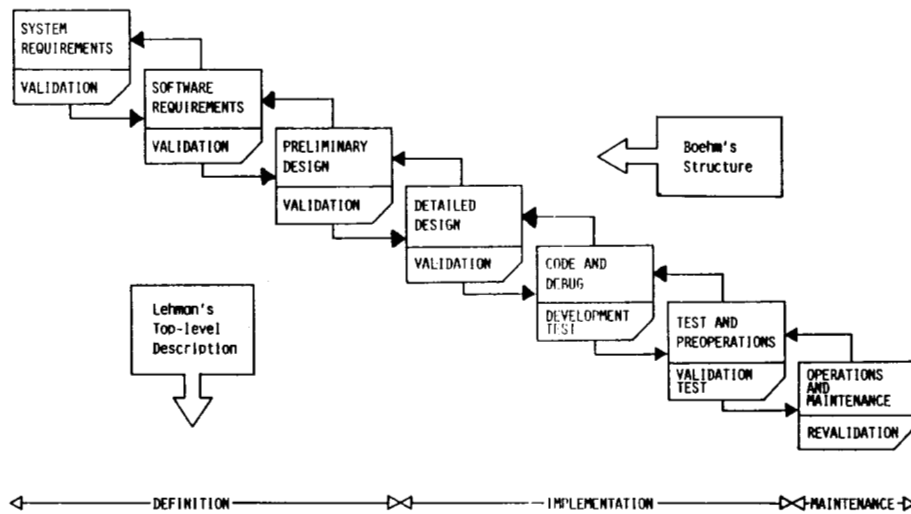 SYSTEM
REQUIREMENTS
VALIDATION
SOFTWARE
REQUIREMENTS
VALIDATION
PRELIMINARY
DESIGN
VALIDATION
Boehm's
Structure
DETAILED
DESIGN
VALIDATION
CODE AND
DEBUG
DEVELOPMENT
TEST
Lehman's
Top-level
Description
TEST AND
PREOPERATIONS
VALIDATION
TEST
OPERATIONS
AND
MAINTENANCE
REVALIDATION
DEFINITION
IMPLEMENTATION
MAINTENANCE